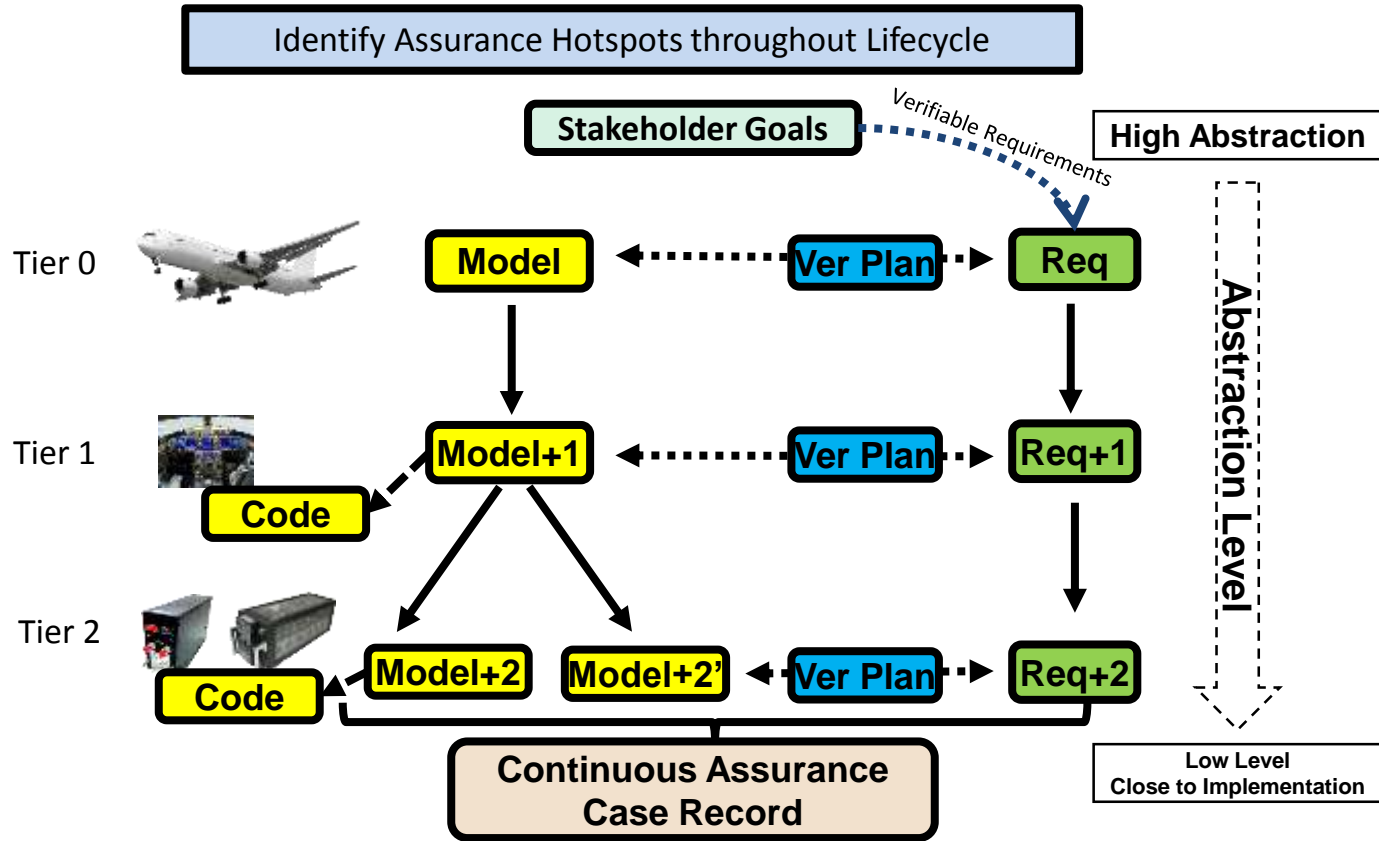 Identify Assurance Hotspots throughout Lifecycle
Stakeholder Goals
Verifiable Requirements
High Abstraction
Tier 0
Model
Ver Plan
Req
Abstraction Level
Tier 1
Model+1
Ver Plan
Req+1
Code
Tier 2
Model+2
Model+2’
Ver Plan
Req+2
Code
Continuous Assurance
Case Record
Low Level
Close to Implementation